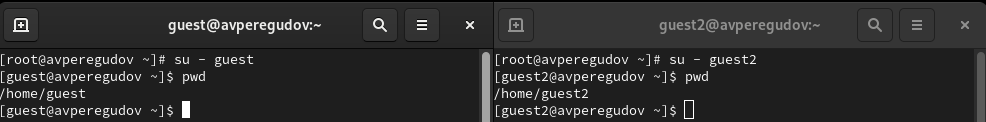 guest@avperegudov:~
[root@avperegudov ~]# su - guest
[guest@avperegudov ~]$ pwd
/home/guest
[guest@avperegudov ~]$
guest2@avperegudov:~
[root@avperegudov ~]# su - guest2
[guest2@avperegudov ~]$ pwd
/home/guest2
[guest2@avperegudov ~]$